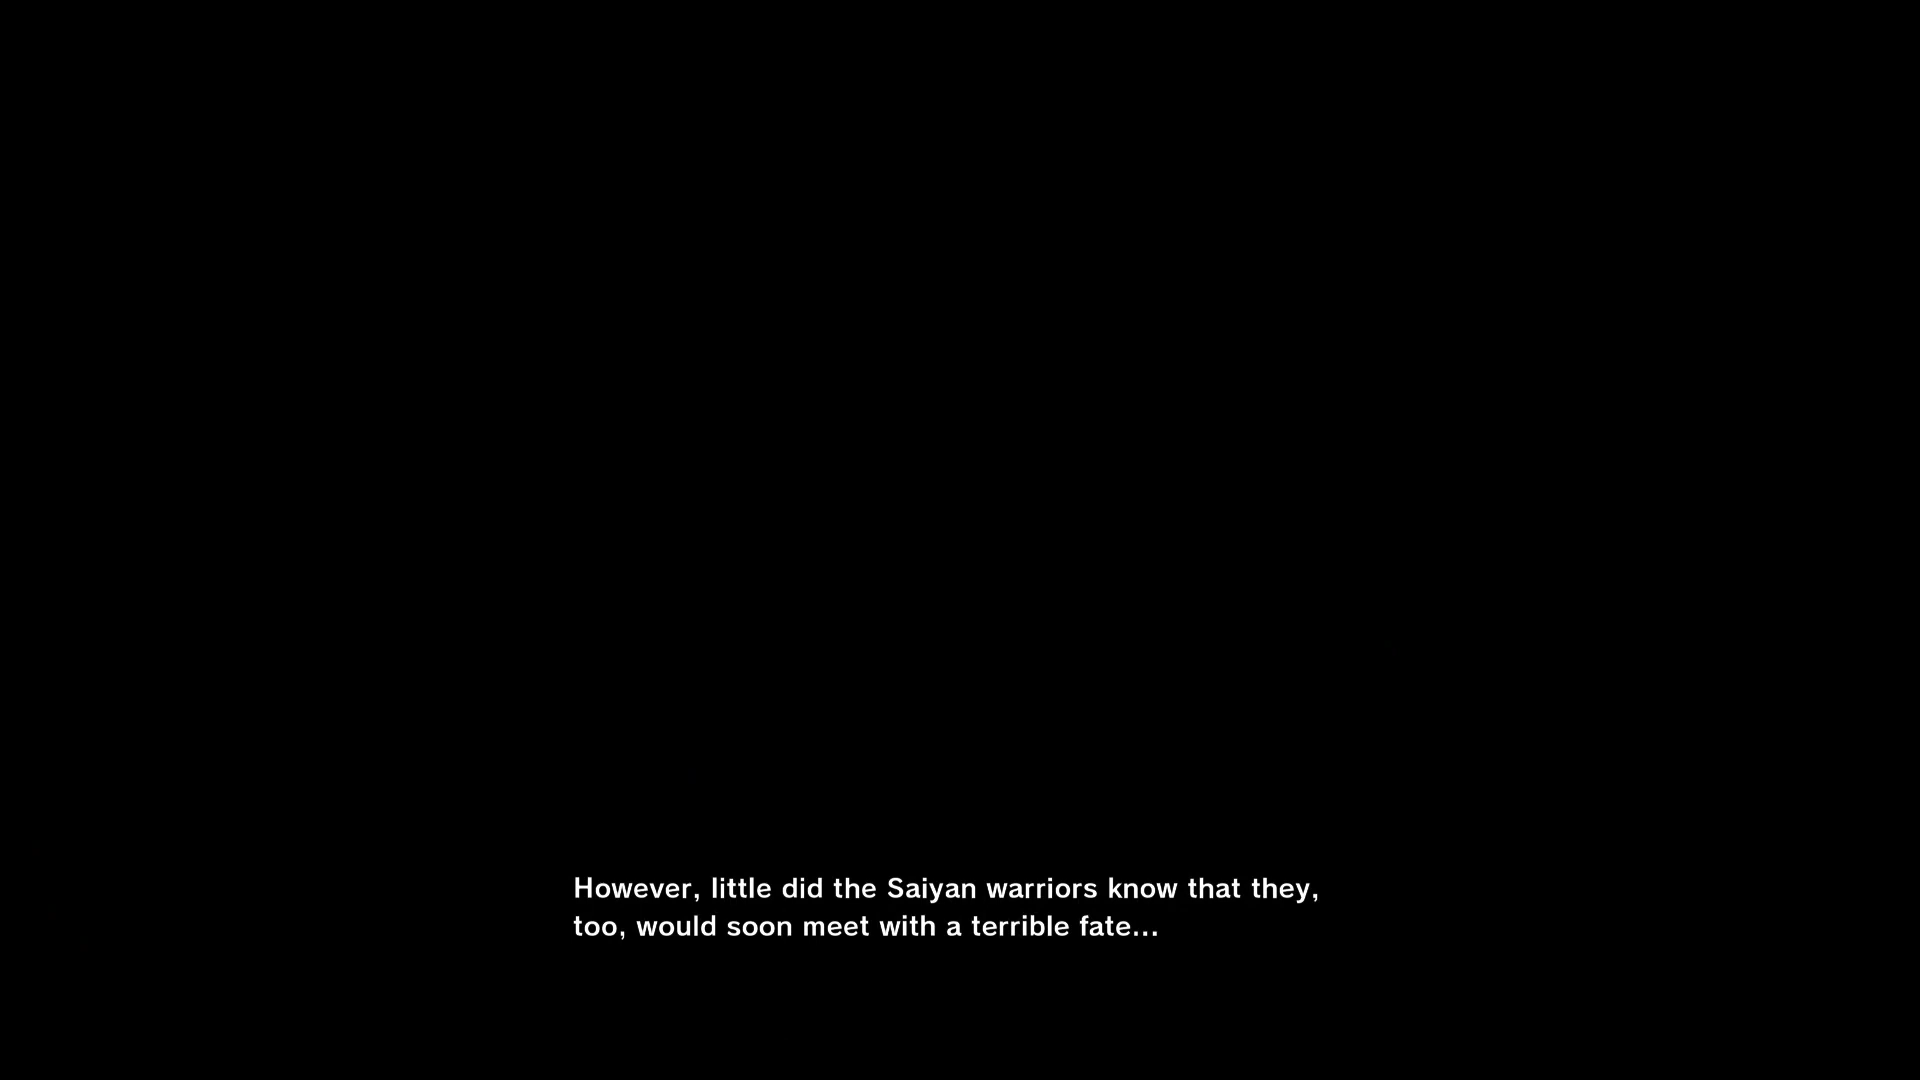 However, little did the Saiyan warriors know that they,
too, would soon meet with a terrible fate...